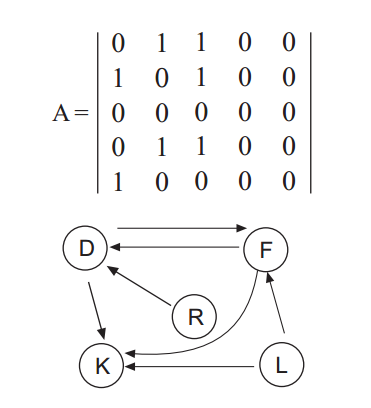 0 1 1 0 0
1 0 1 0 0
A = 0 0 0 0 0
0 1 1 0 0
1 0 0 0 0
D F
R
K L